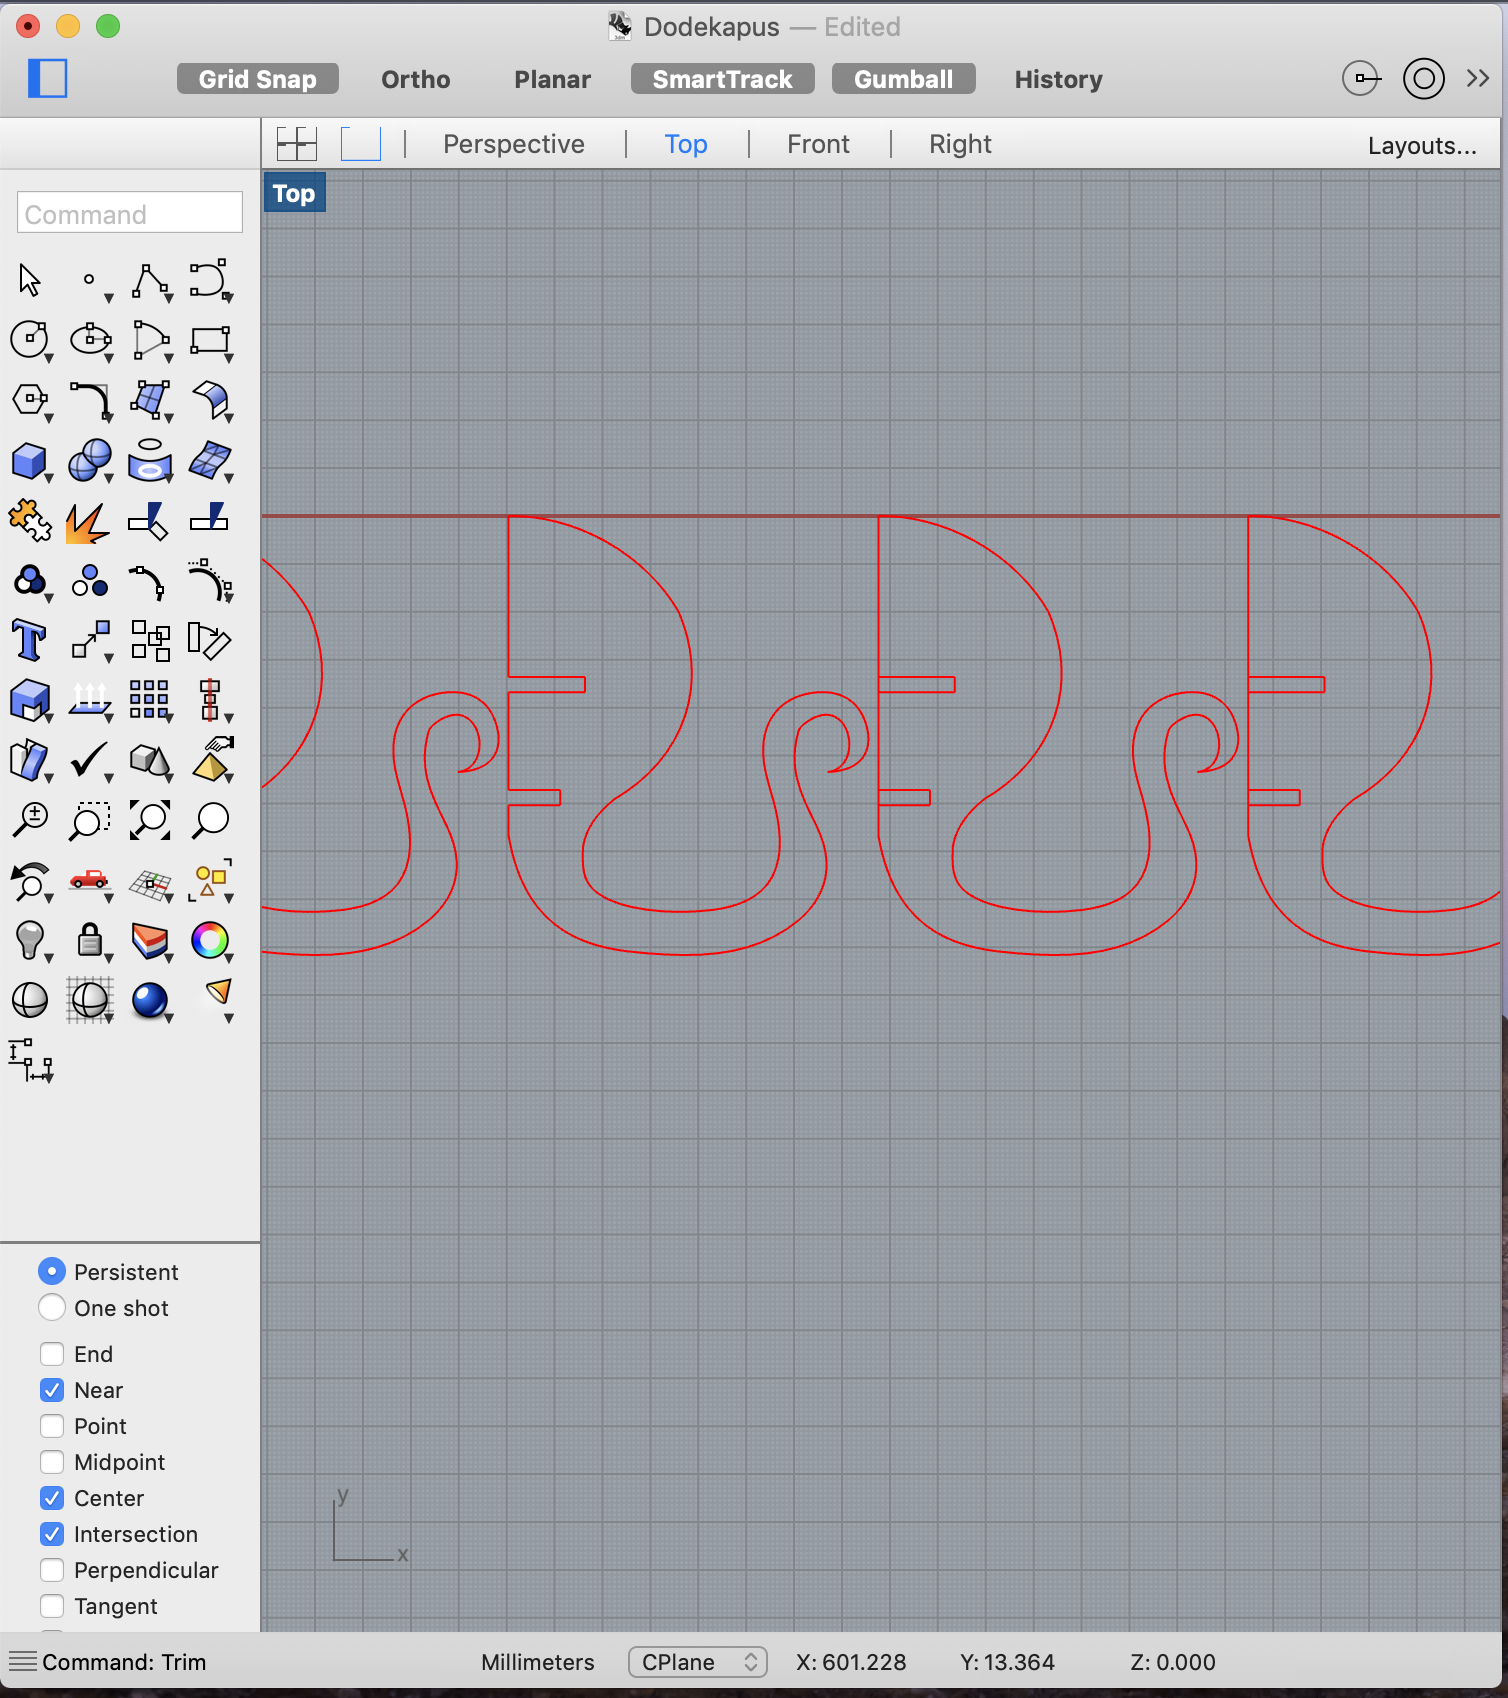 Dodekapus — Edited
Grid Snap Ortho Planar SmartTrack Gumball History
Perspective | Top | Front | Right Layouts...
Top
Command
T
y
x
Persistent
One shot
End
Near
Point
Midpoint
Center
Intersection
Perpendicular
Tangent
Command: Trim Millimeters CPlane X: 601.228 Y: 13.364 Z: 0.000